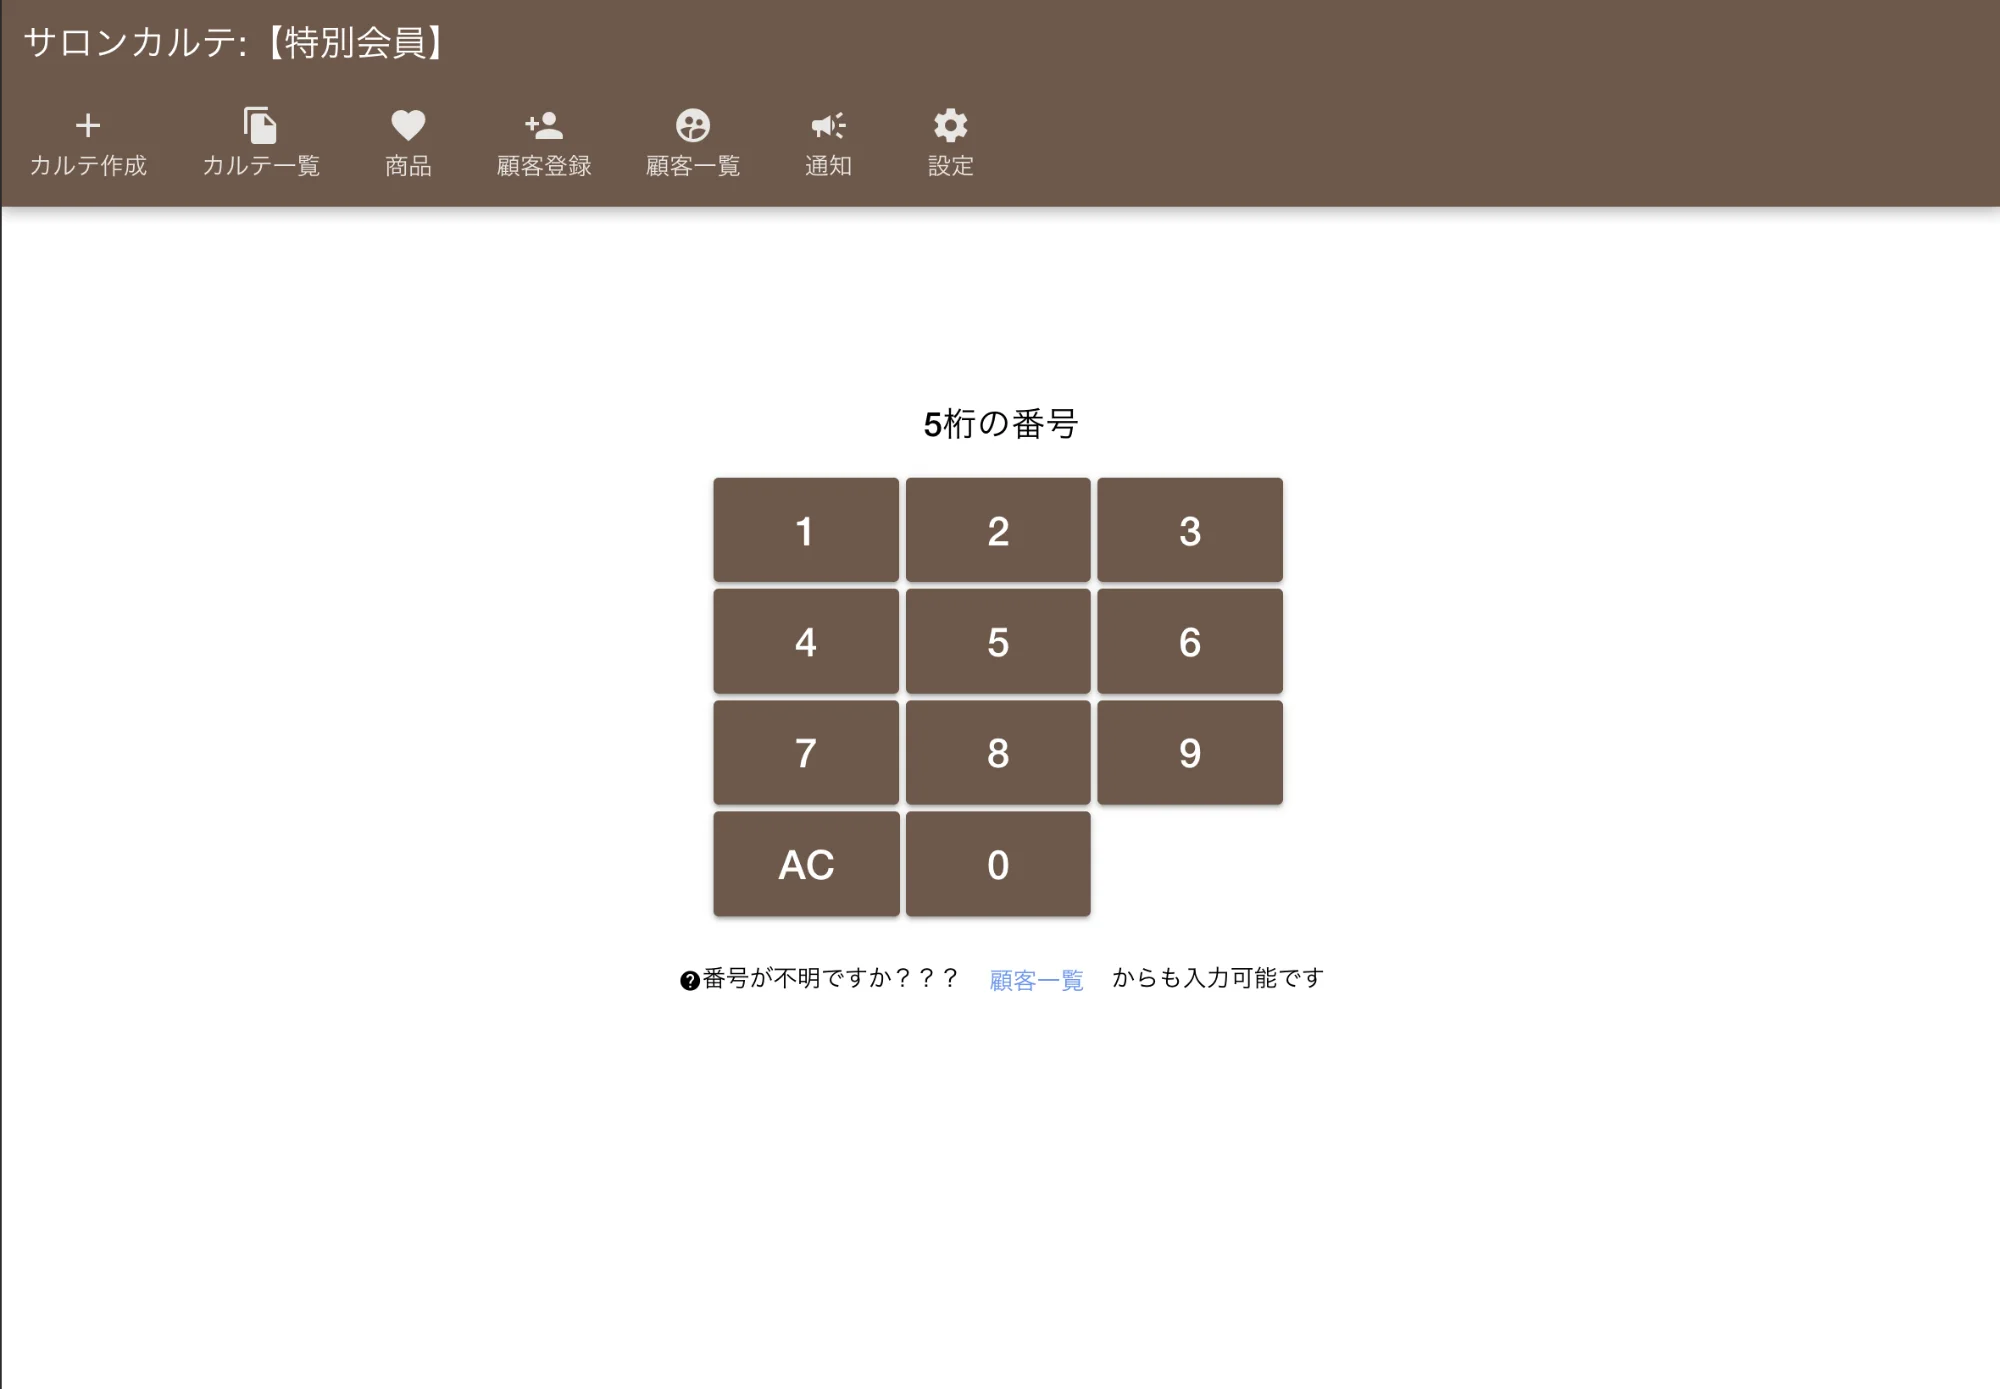 サロンカルテ:【特別会員】
カルテ作成 カルテ一覧 商品 顧客登録 顧客一覧 通知 設定
5桁の番号
1 2 3
4 5 6
7 8 9
AC 0
?番号が不明ですか？？？ 顧客一覧 からも入力可能です